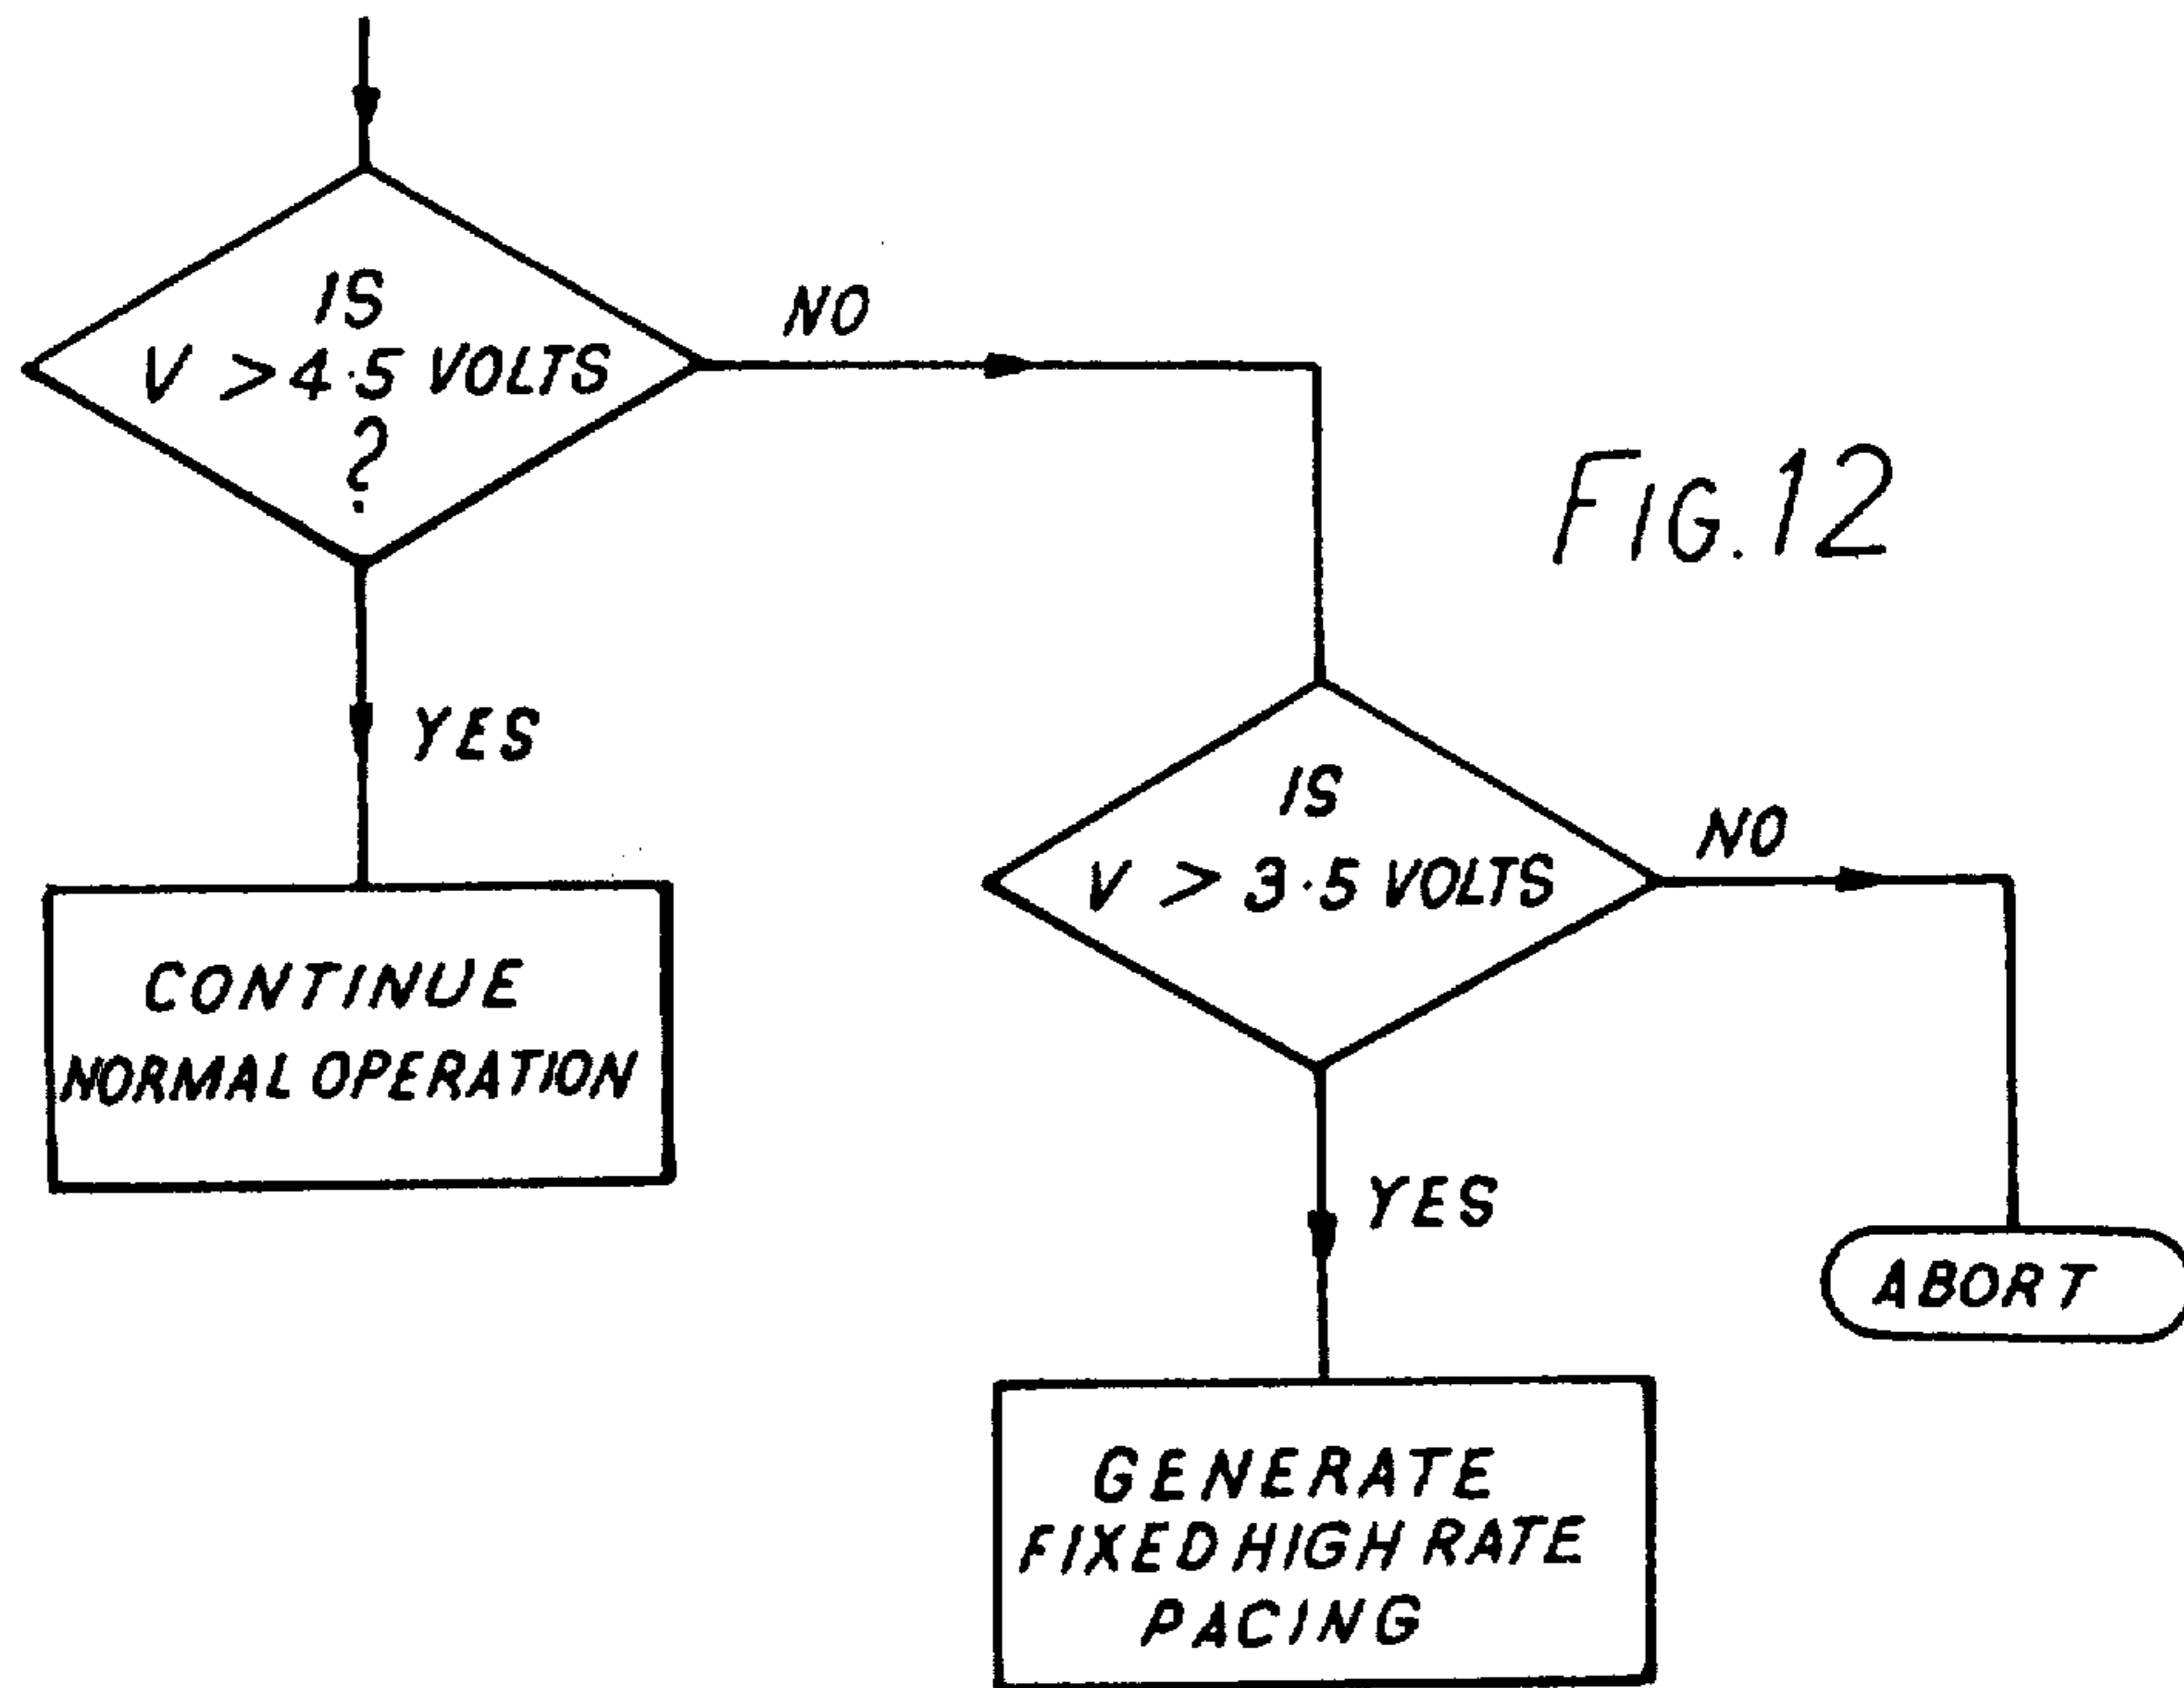 IS
V > 4·5 VOLTS
?
NO
YES
CONTINUE
NORMAL OPERATION
FIG. 12
IS
V > 3·5 VOLTS
NO
YES
ABORT
GENERATE
FIXED HIGH RATE
PACING